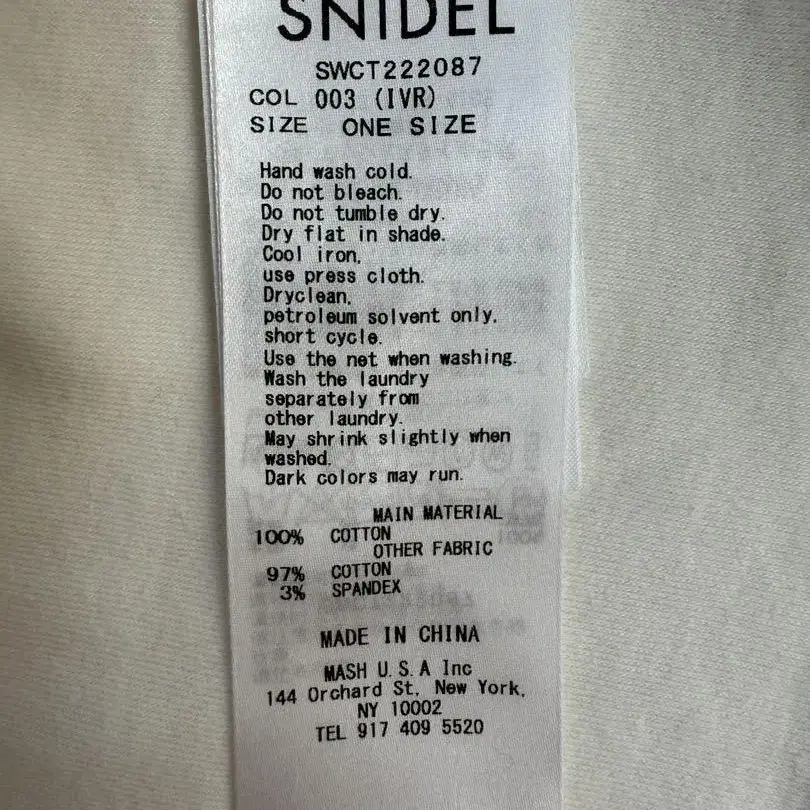 SNIDEL
SWCT222087
COL 003 (IVR)
SIZE ONE SIZE
Hand wash cold.
Do not bleach.
Do not tumble dry.
Dry flat in shade.
Cool iron,
use press cloth.
Dryclean,
petroleum solvent only,
short cycle.
Use the net when washing.
Wash the laundry
separately from
other laundry.
May shrink slightly when
washed.
Dark colors may run.
MAIN MATERIAL
100% COTTON
OTHER FABRIC
97% COTTON
3% SPANDEX
MADE IN CHINA
MASH U.S.A Inc
144 Orchard St, New York,
NY 10002
TEL 917 409 5520